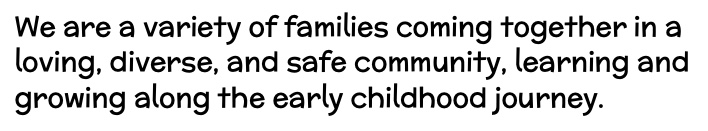 We are a variety of families coming together in a
loving, diverse, and safe community, learning and
growing along the early childhood journey.